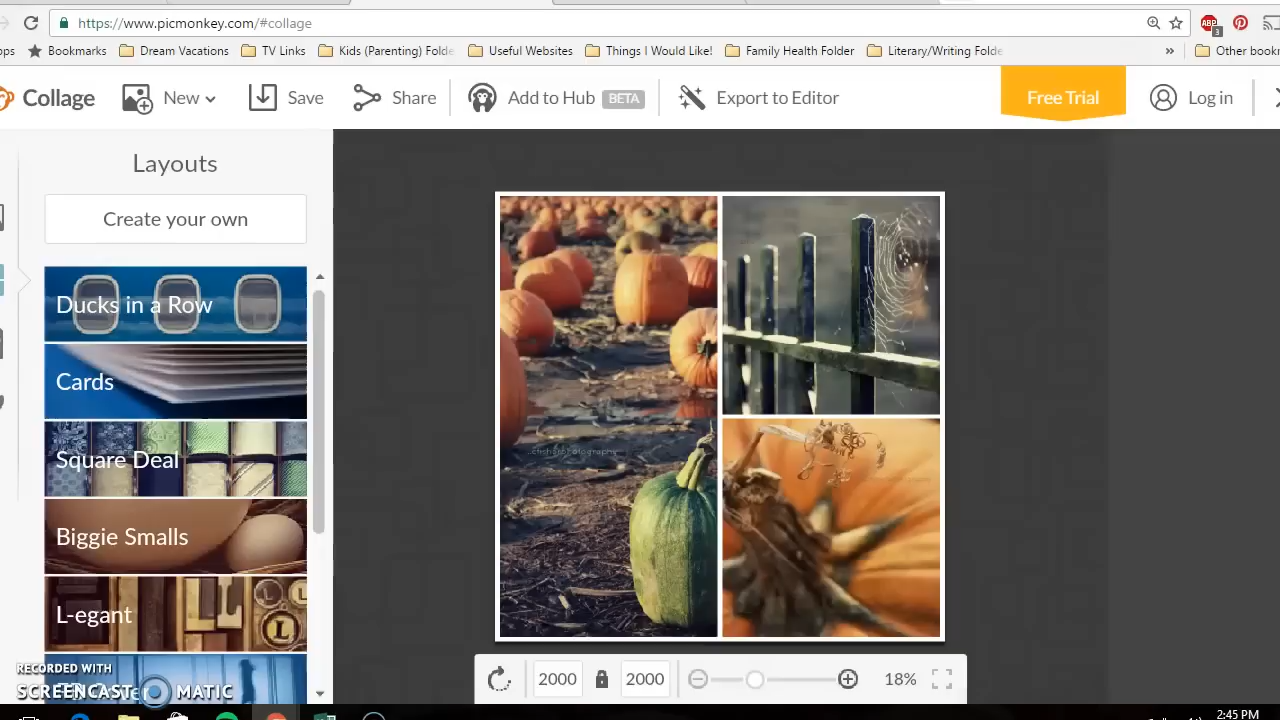 https://www.picmonkey.com/#collage
Bookmarks Dream Vacations TV Links Kids (Parenting) Folde Useful Websites Things I Would Like! Family Health Folder Literary/Writing Folde » Other book
Collage New Save Share Add to Hub BETA Export to Editor Free Trial Log in
Layouts
Create your own
Ducks in a Row
Cards
Square Deal
Biggie Smalls
L-egant
RECORDED WITH
SCREENCAST MATIC
2000 2000 18%
2:45 PM